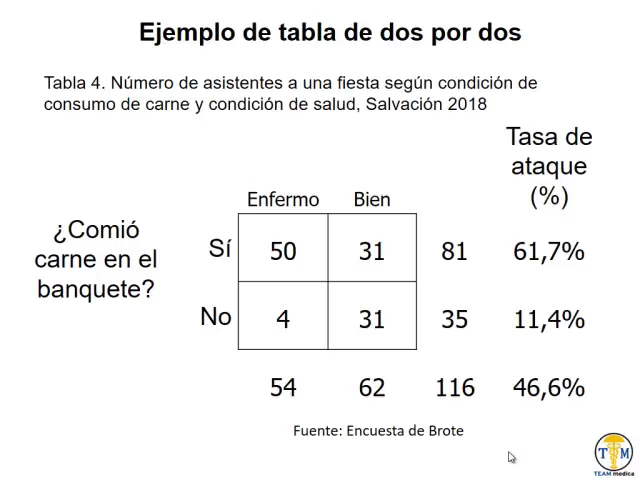 Ejemplo de tabla de dos por dos
Tabla 4. Número de asistentes a una fiesta según condición de
consumo de carne y condición de salud, Salvación 2018
Tasa de
ataque
(%)
Enfermo Bien
¿Comió
carne en el
banquete?
Sí 50 31 81 61,7%
No 4 31 35 11,4%
54 62 116 46,6%
Fuente: Encuesta de Brote
T M
TEAM medica